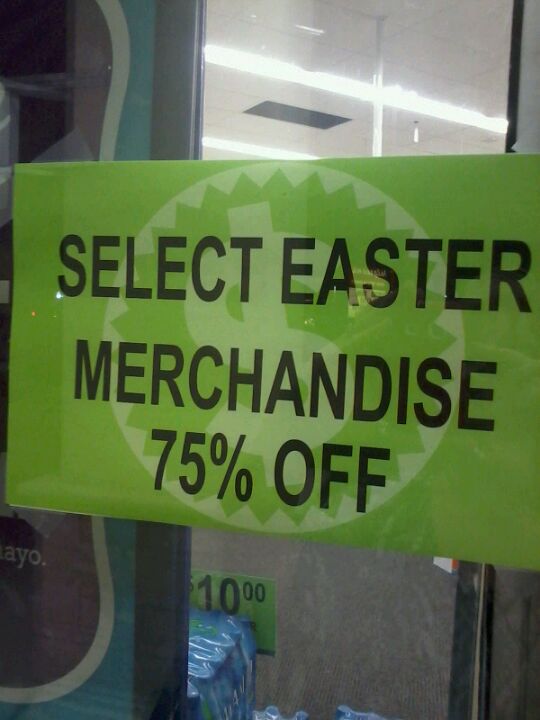 SELECT EASTER
MERCHANDISE
75% OFF
ayo.
$10.00